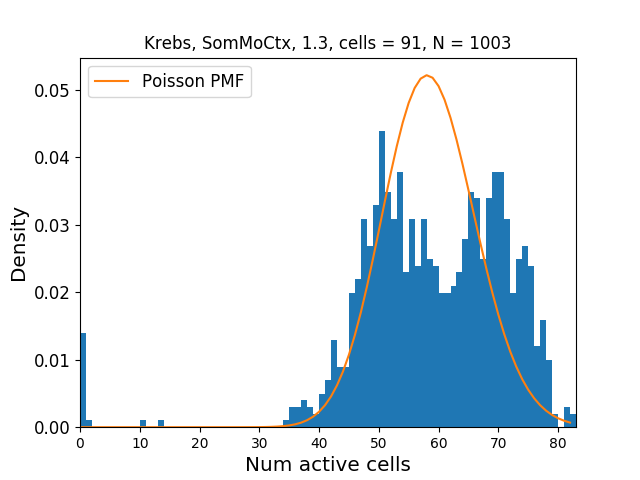 Krebs, SomMoCtx, 1.3, cells = 91, N = 1003
Poisson PMF
Density
0.05
0.04
0.03
0.02
0.01
0.00
0 10 20 30 40 50 60 70 80
Num active cells